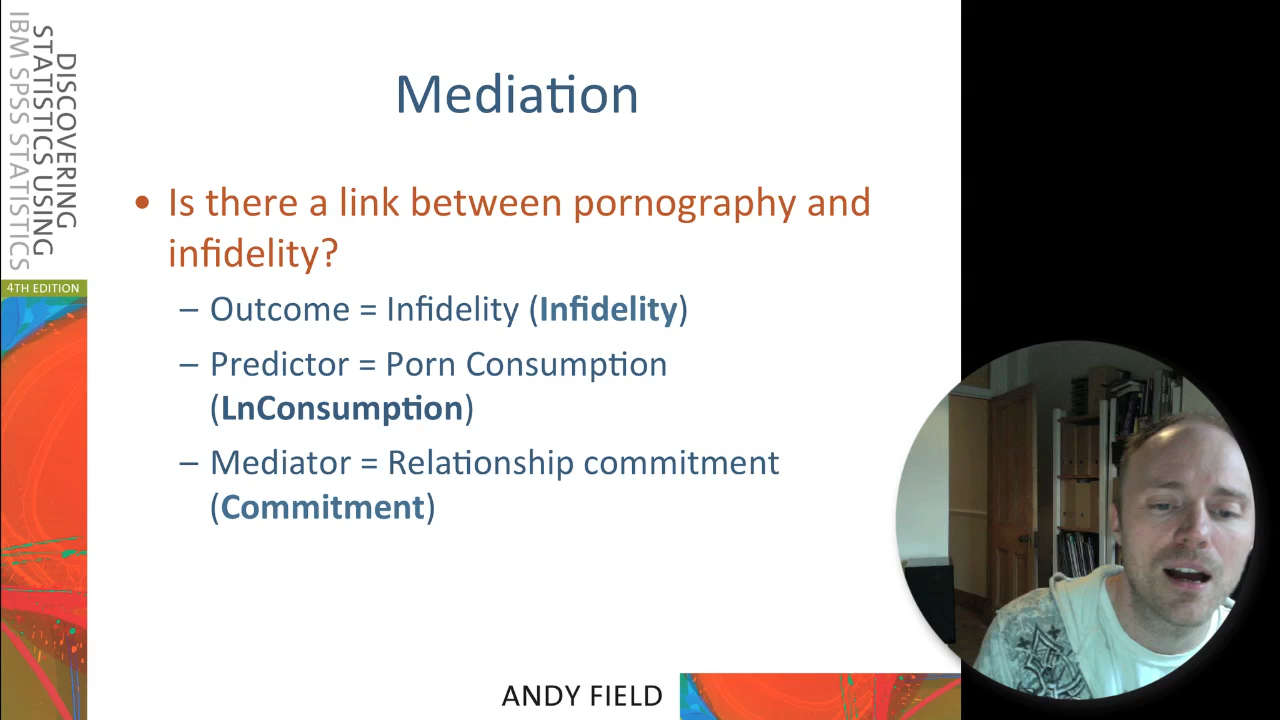 DISCOVERING
STATISTICS USING
IBM SPSS STATISTICS
4TH EDITION
Mediation
• Is there a link between pornography and
infidelity?
– Outcome = Infidelity (Infidelity)
– Predictor = Porn Consumption
(LnConsumption)
– Mediator = Relationship commitment
(Commitment)
ANDY FIELD